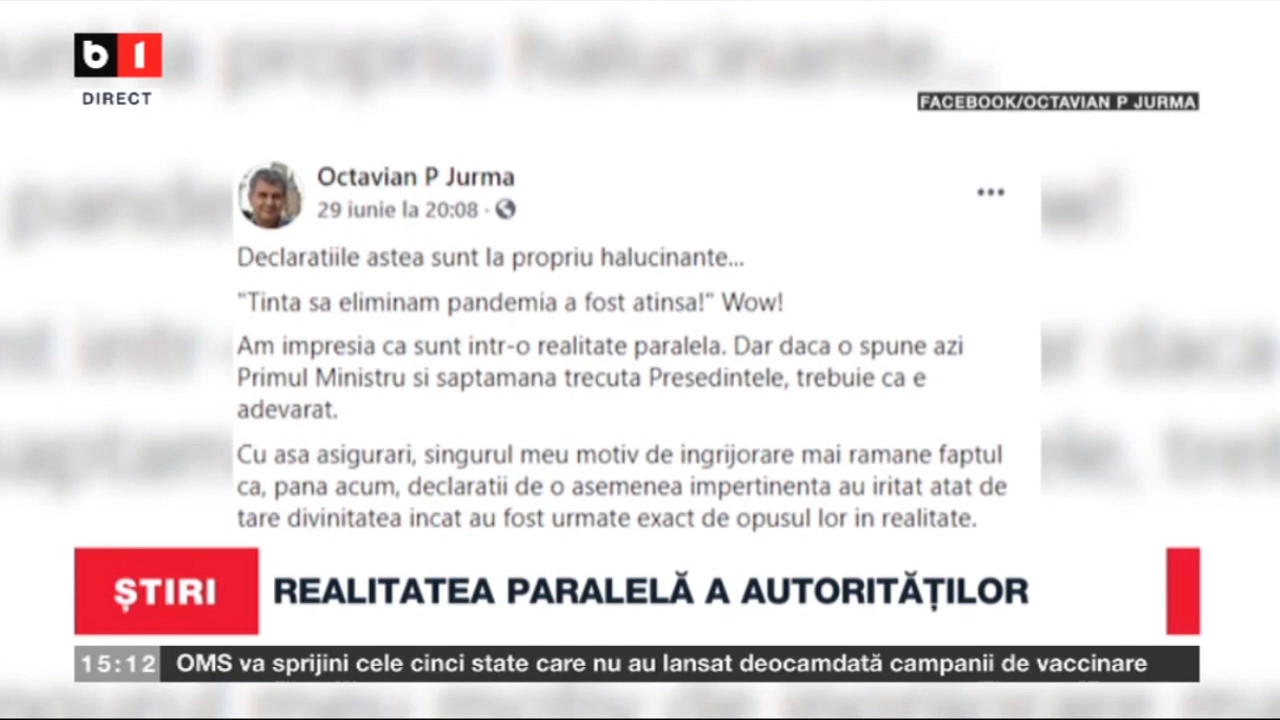 b1
DIRECT
FACEBOOK/OCTAVIAN P JURMA
Octavian P Jurma
29 iunie la 20:08 ·
Declaratiile astea sunt la propriu halucinante...
"Tinta sa eliminam pandemia a fost atinsa!" Wow!
Am impresia ca sunt intr-o realitate paralela. Dar daca o spune azi
Primul Ministru si saptamana trecuta Presedintele, trebuie ca e
adevarat.
Cu asa asigurari, singurul meu motiv de ingrijorare mai ramane faptul
ca, pana acum, declaratii de o asemenea impertinenta au iritat atat de
tare divinitatea incat au fost urmate exact de opusul lor in realitate.
ȘTIRI
REALITATEA PARALELĂ A AUTORITĂȚILOR
15:12 OMS va sprijini cele cinci state care nu au lansat deocamdată campanii de vaccinare